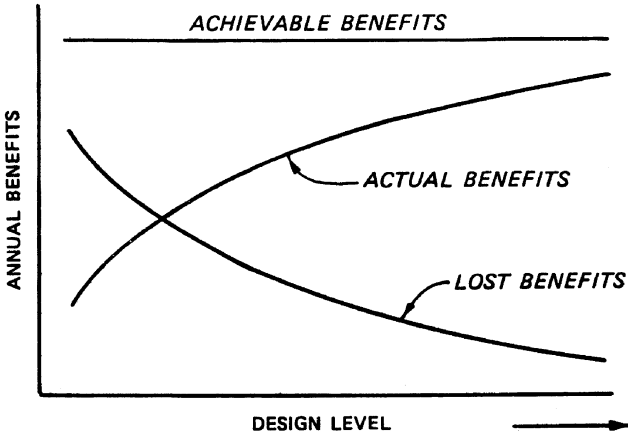 ACHIEVABLE BENEFITS
ANNUAL BENEFITS
ACTUAL BENEFITS
LOST BENEFITS
DESIGN LEVEL